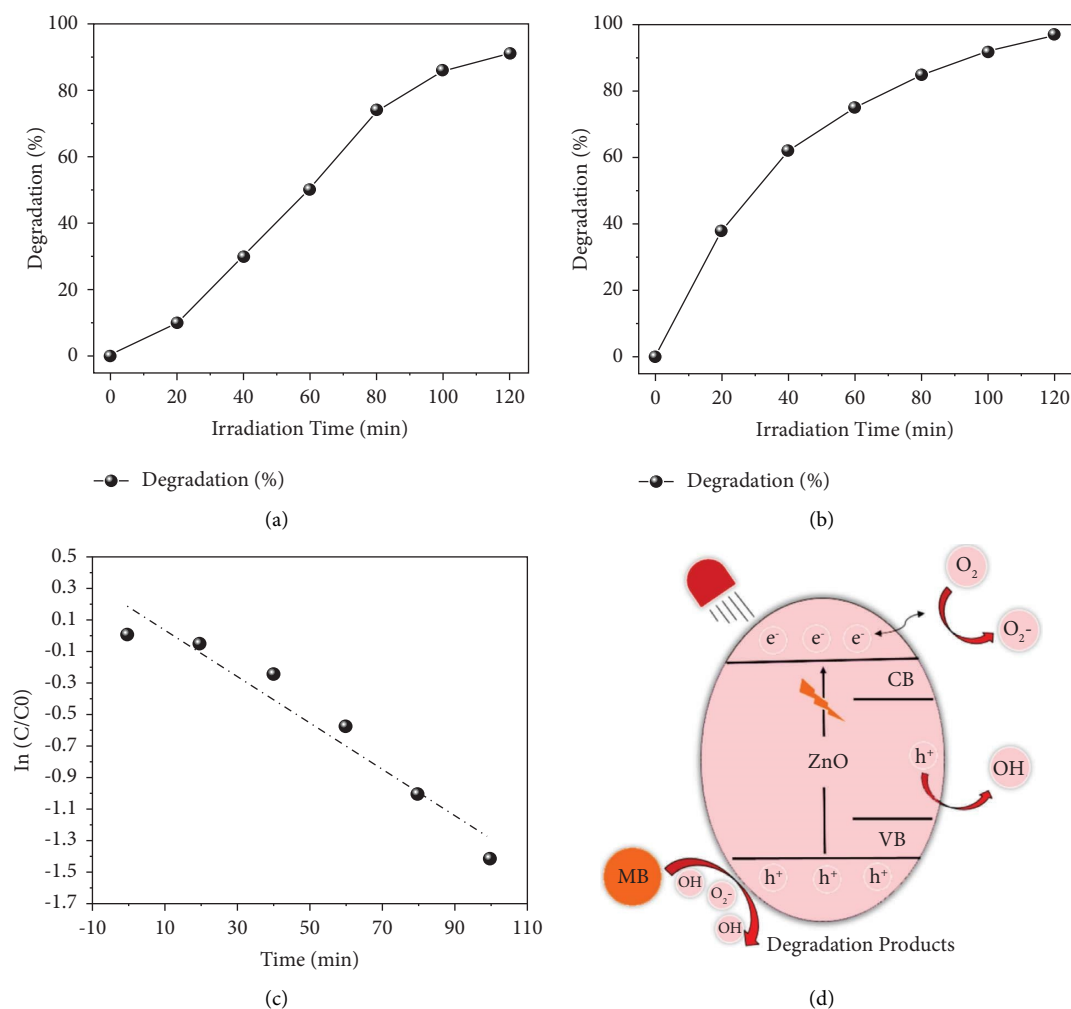 100
80
60
40
20
0
Degradation (%)
0 20 40 60 80 100 120
Irradiation Time (min)
Degradation (%)
(a)
100
80
60
40
20
0
Degradation (%)
0 20 40 60 80 100 120
Irradiation Time (min)
Degradation (%)
(b)
0.5
0.3
0.1
-0.1
-0.3
-0.5
-0.7
-0.9
-1.1
-1.3
-1.5
-1.7
In (C/C0)
-10 10 30 50 70 90 110
Time (min)
(c)
O2
e- e- e-
O2-
CB
ZnO
h+
OH
VB
MB
h+ h+ h+
OH
O2-
OH
Degradation Products
(d)